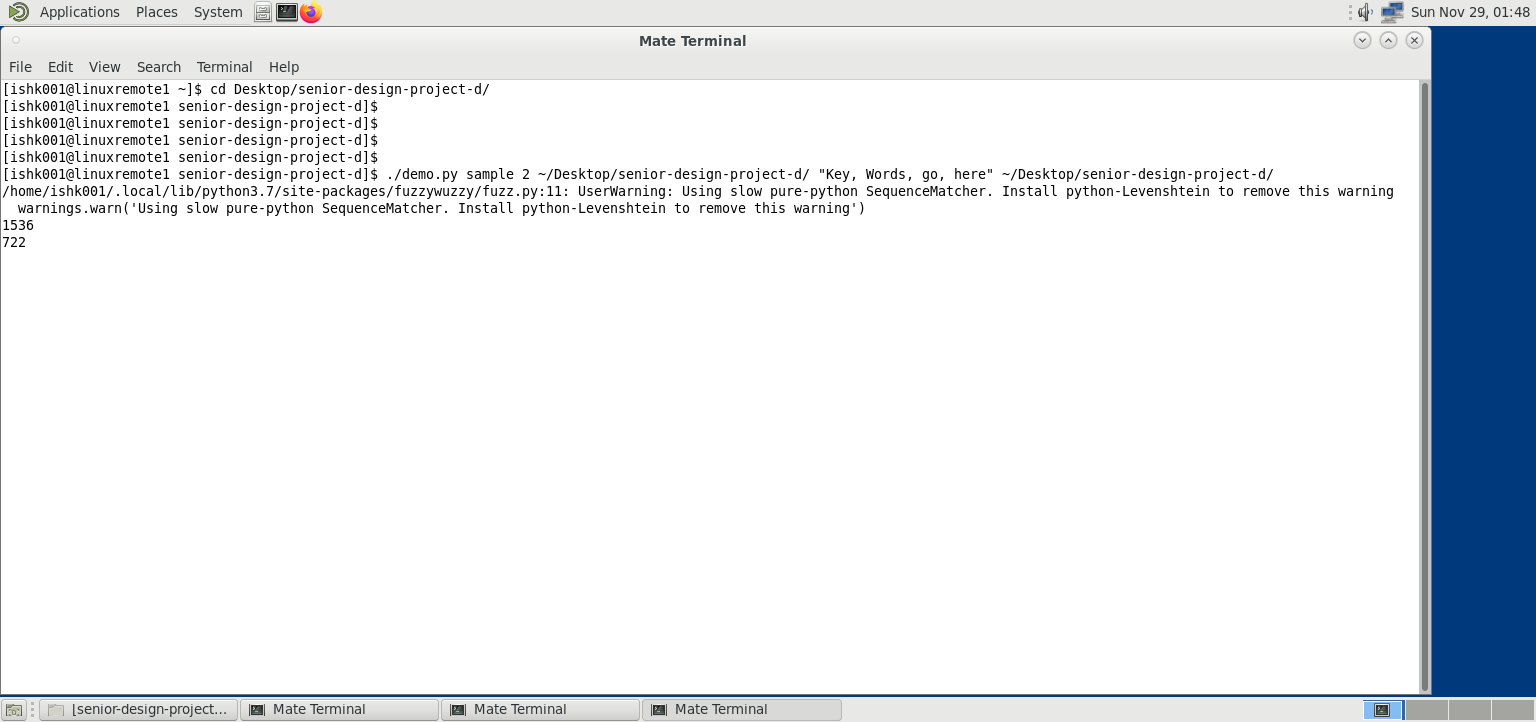 Applications Places System Sun Nov 29, 01:48
Mate Terminal
File Edit View Search Terminal Help
[ishk001@linuxremote1 ~]$ cd Desktop/senior-design-project-d/
[ishk001@linuxremote1 senior-design-project-d]$
[ishk001@linuxremote1 senior-design-project-d]$
[ishk001@linuxremote1 senior-design-project-d]$
[ishk001@linuxremote1 senior-design-project-d]$
[ishk001@linuxremote1 senior-design-project-d]$ ./demo.py sample 2 ~/Desktop/senior-design-project-d/ "Key, Words, go, here" ~/Desktop/senior-design-project-d/
/home/ishk001/.local/lib/python3.7/site-packages/fuzzywuzzy/fuzz.py:11: UserWarning: Using slow pure-python SequenceMatcher. Install python-Levenshtein to remove this warning
  warnings.warn('Using slow pure-python SequenceMatcher. Install python-Levenshtein to remove this warning')
1536
722
[senior-design-project... Mate Terminal Mate Terminal Mate Terminal